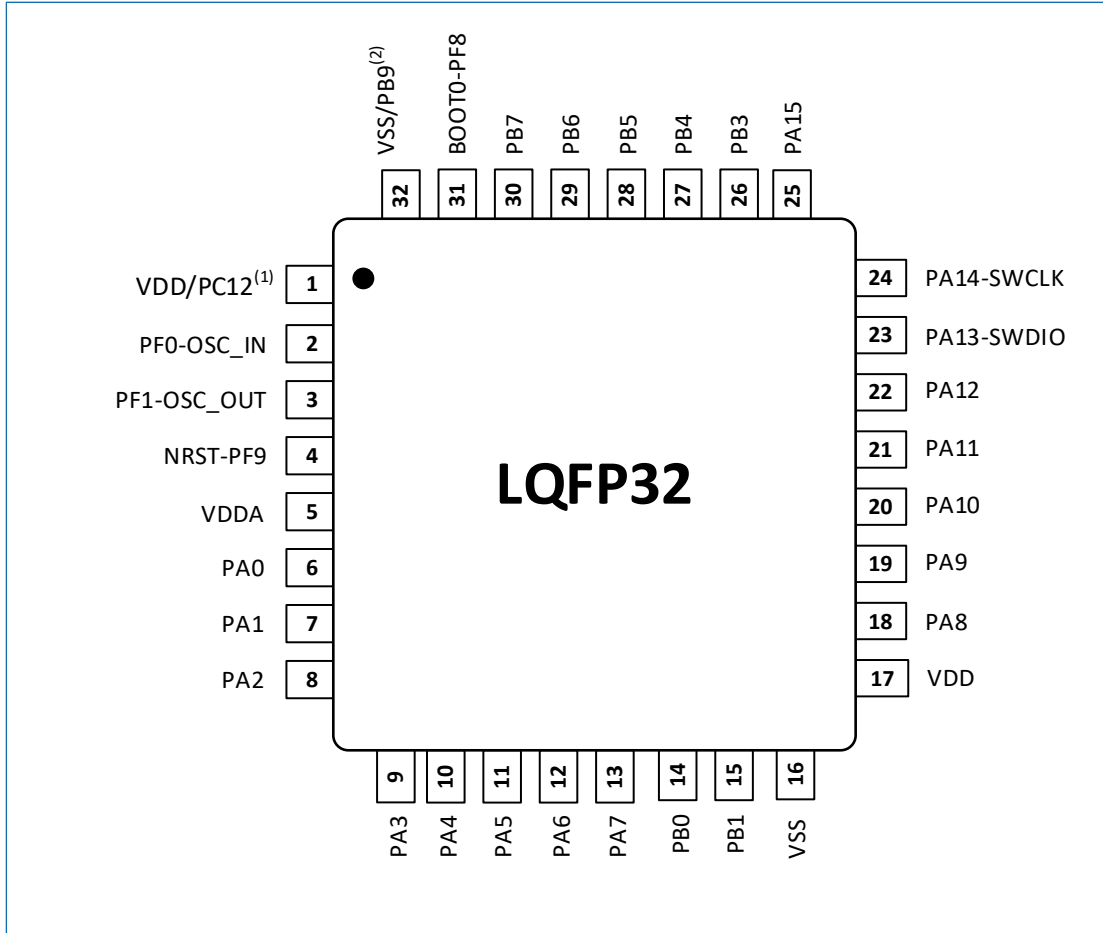 VSS/PB9(2)
BOOT0-PF8
PB7
PB6
PB5
PB4
PB3
PA15
32
31
30
29
28
27
26
25
VDD/PC12(1) 1
24 PA14-SWCLK
PF0-OSC_IN 2
23 PA13-SWDIO
PF1-OSC_OUT 3
22 PA12
NRST-PF9 4
21 PA11
LQFP32
VDDA 5
20 PA10
PA0 6
19 PA9
PA1 7
18 PA8
PA2 8
17 VDD
9
10
11
12
13
14
15
16
PA3
PA4
PA5
PA6
PA7
PB0
PB1
VSS